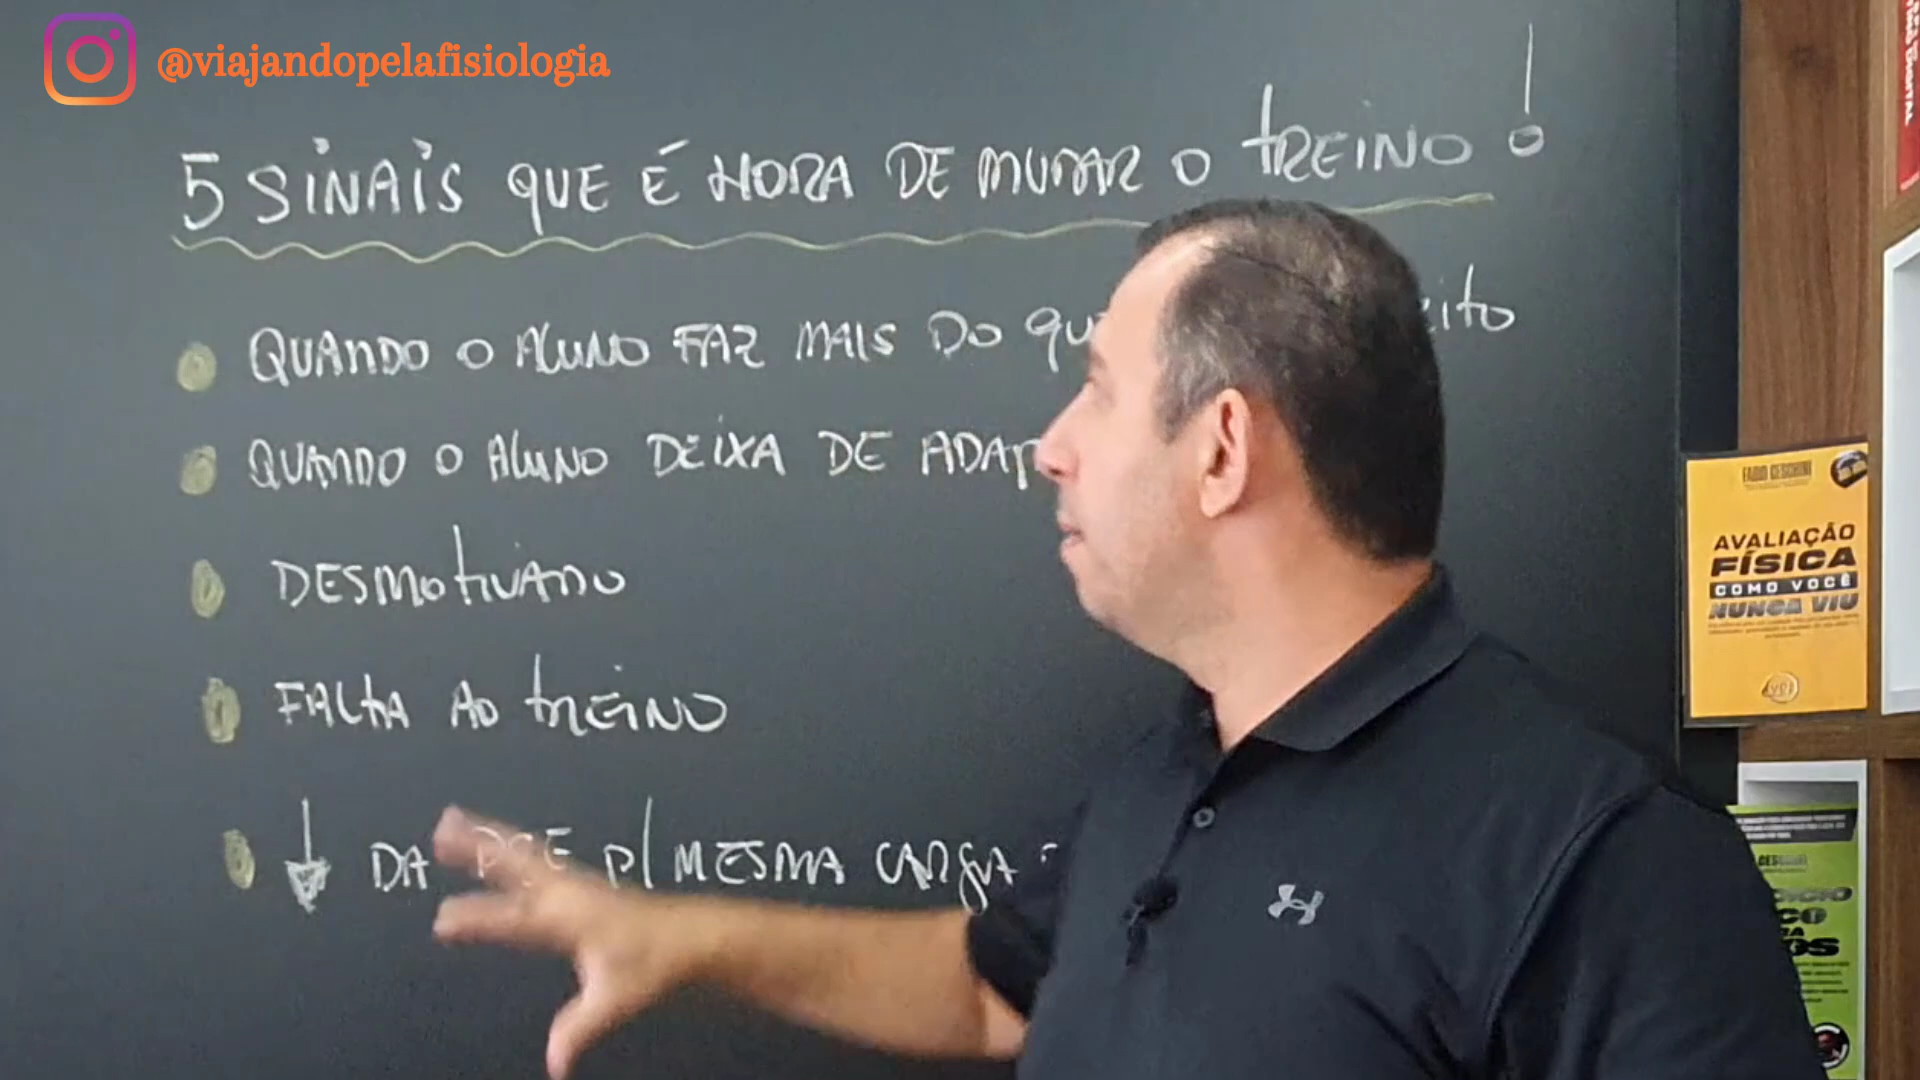 @viajandopelafisiologia
5 SINAIS QUE É HORA DE MUDAR O TREINO!
QUANDO O ALUNO FAZ MAIS DO
QUANDO O ALUNO DEIXA DE
DESMOTIVADO
FALTA AO TREINO
↓ DA PSE P/ MESMA CARGA
AVALIAÇÃO
FÍSICA
COMO VOCÊ
NUNCA VIU